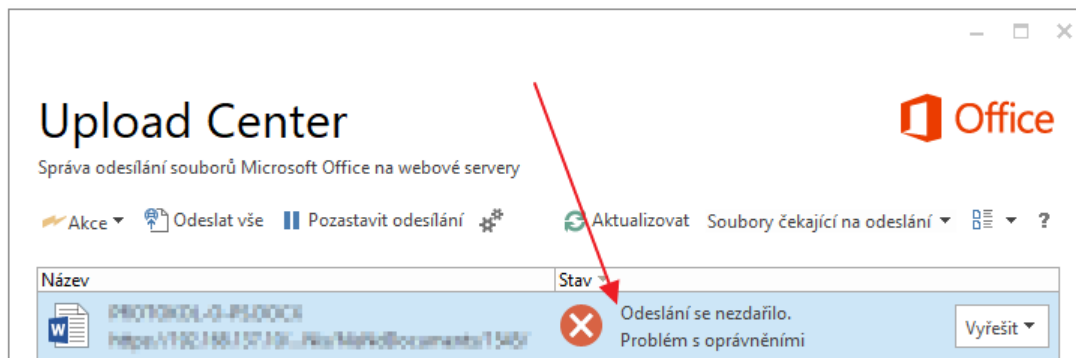 Upload Center
Office
Správa odesílání souborů Microsoft Office na webové servery
Akce Odeslat vše Pozastavit odesílání Aktualizovat Soubory čekající na odeslání ?
Název Stav
Odeslání se nezdařilo.
Problém s oprávněními
Vyřešit